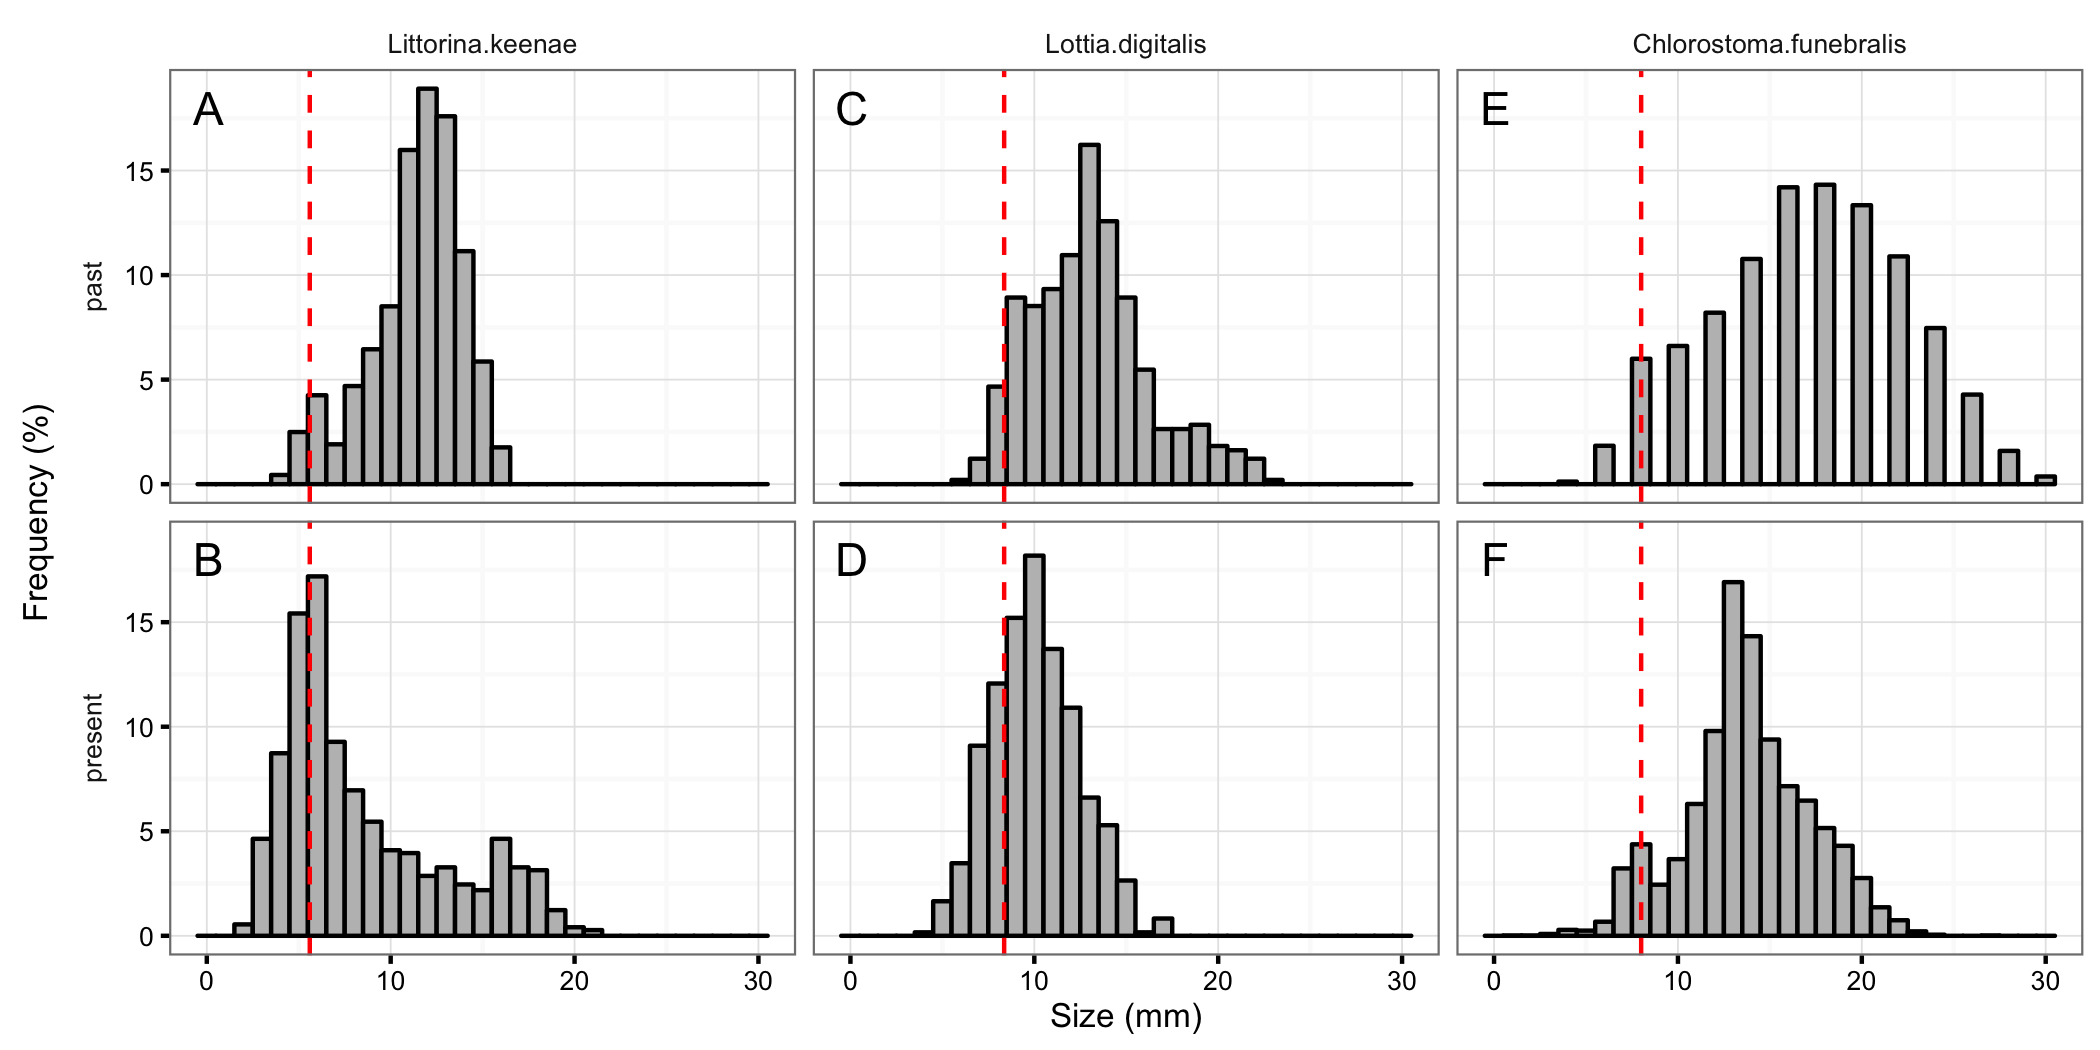 Littorina.keenae
Lottia.digitalis
Chlorostoma.funebralis
A
C
E
15
10
5
0
past
Frequency (%)
B
D
F
15
10
5
0
present
0 10 20 30
0 10 20 30
0 10 20 30
Size (mm)